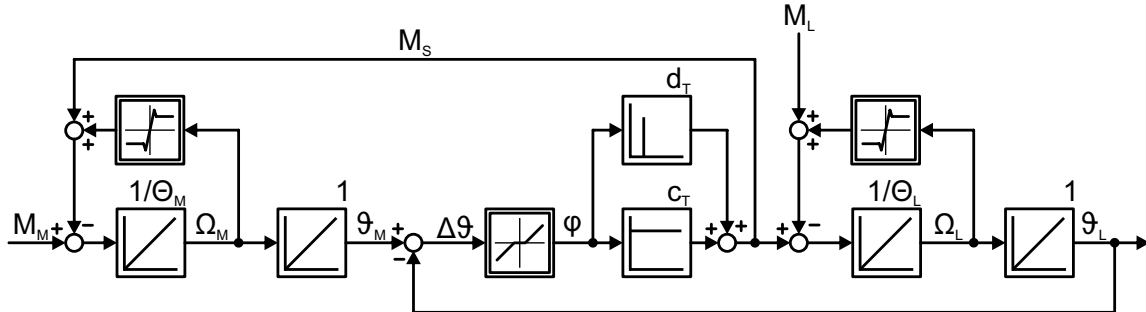 M_L
M_S
d_T
+
+
+
+
1/Θ_M
1
c_T
1/Θ_L
1
M_M
+
−
Ω_M
ϑ_M
+
−
Δϑ
φ
+
+
+
−
Ω_L
ϑ_L